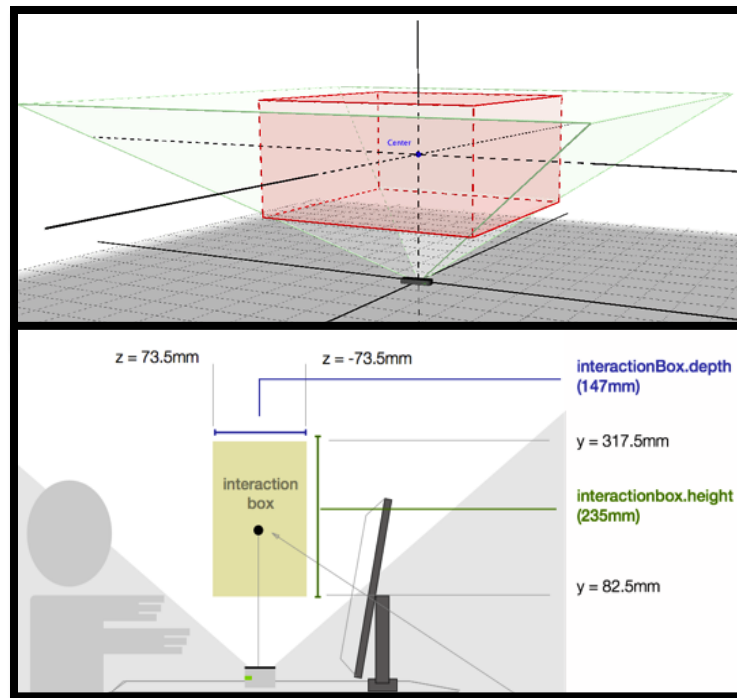 Center
z = 73.5mm
z = -73.5mm
interactionBox.depth
(147mm)
y = 317.5mm
interaction
box
interactionbox.height
(235mm)
y = 82.5mm